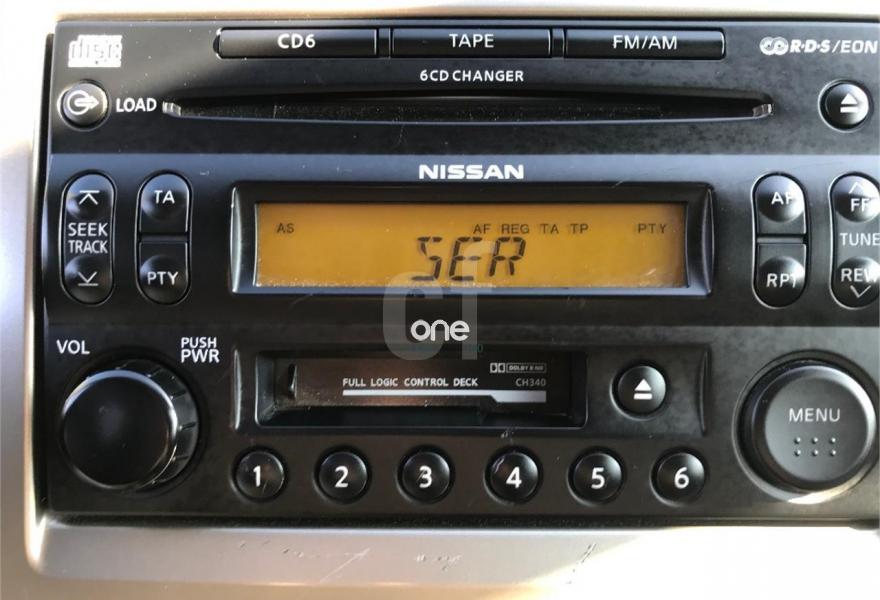 CD6 TAPE FM/AM
disc RDS/EON
6CD CHANGER
LOAD
NISSAN
TA AF FF
SEEK TRACK TUNE
AS AF REG TA TP PTY
SER
PTY RPT REW
CT one
VOL PUSH PWR
DOLBY B NR
FULL LOGIC CONTROL DECK CH340
MENU
1 2 3 4 5 6